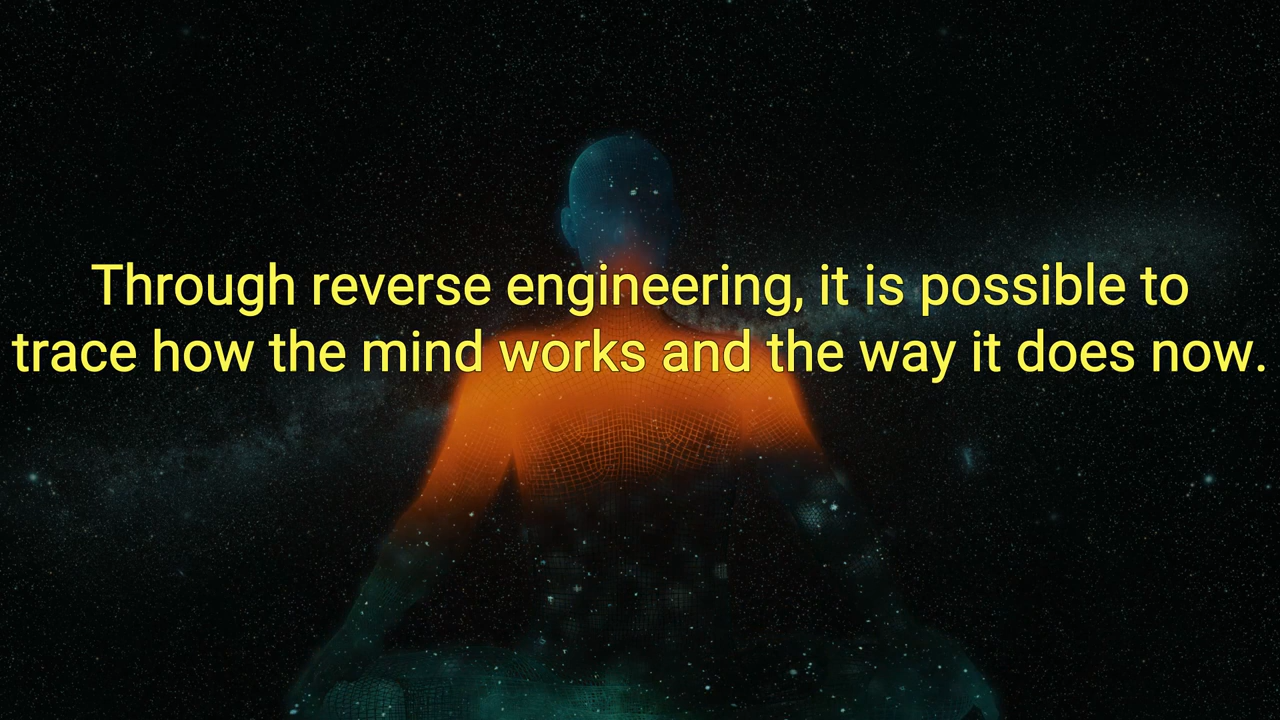 Through reverse engineering, it is possible to
trace how the mind works and the way it does now.